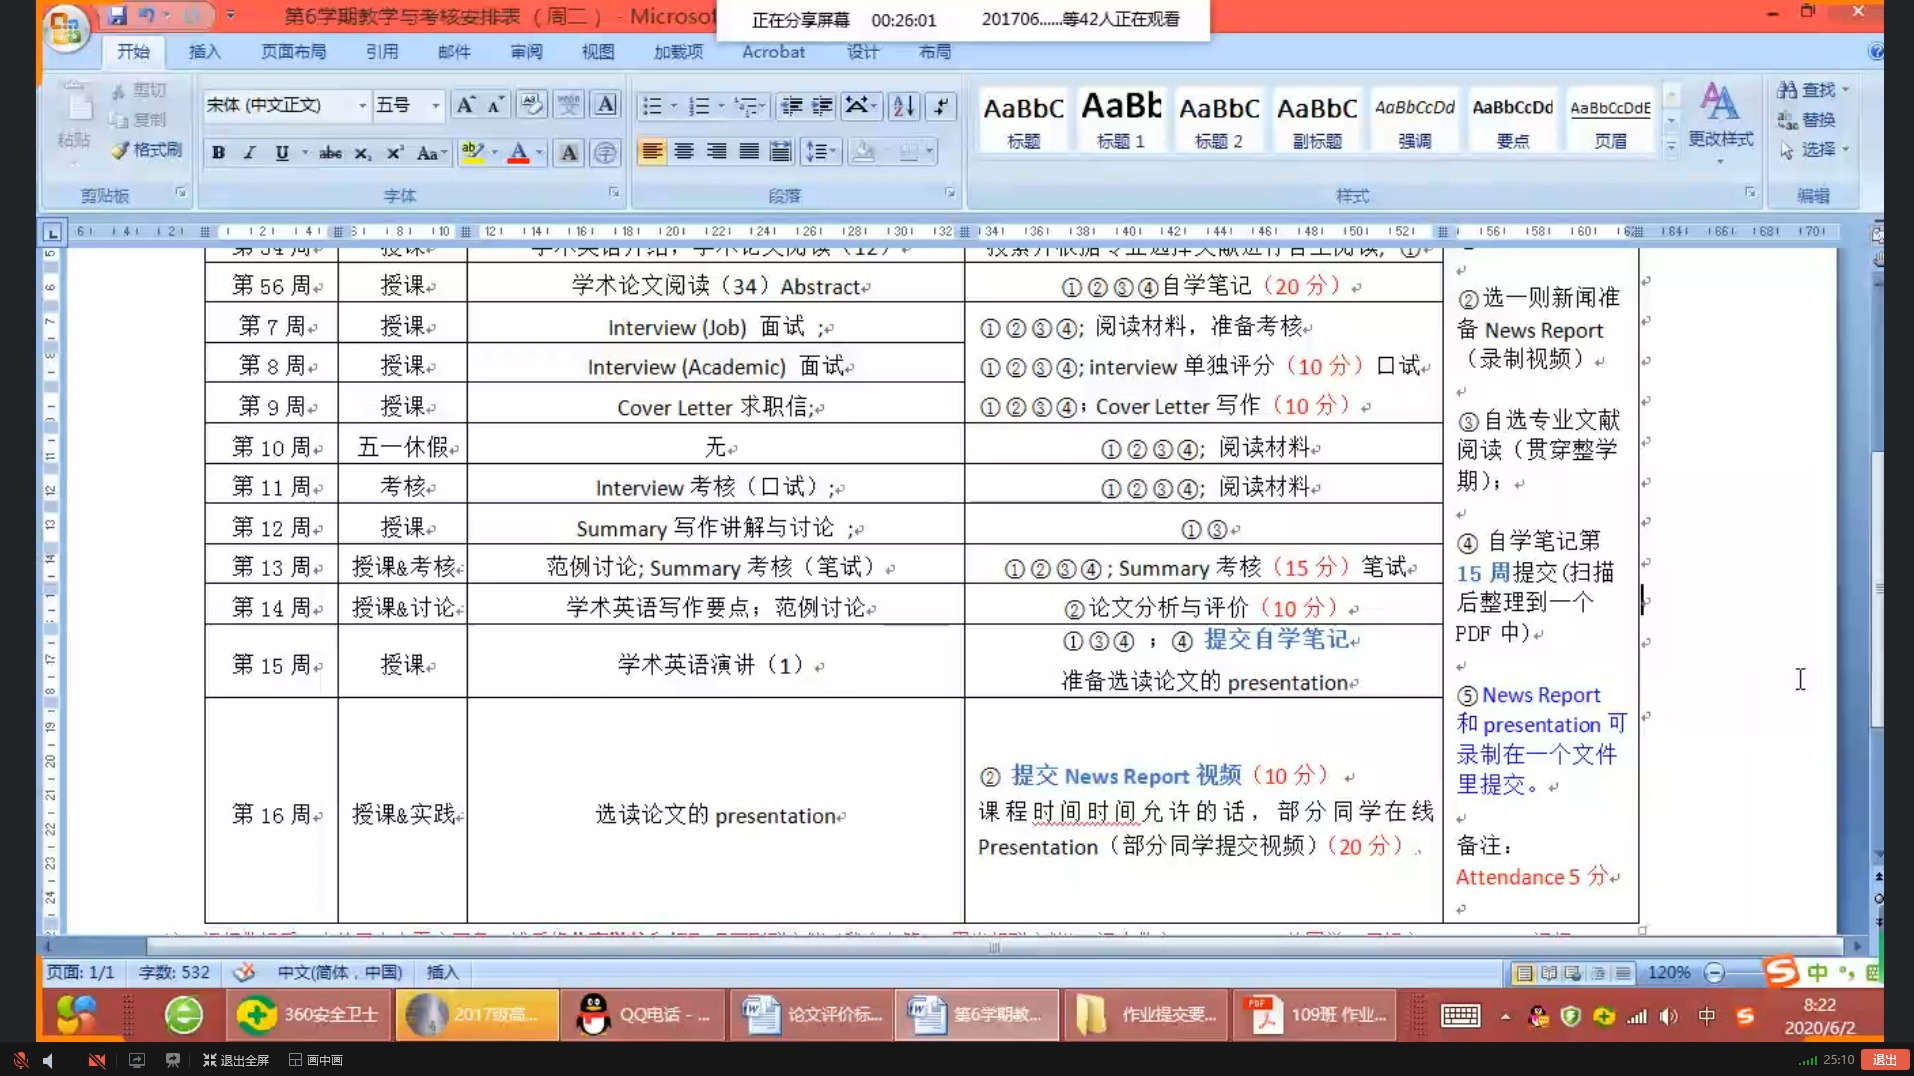 第6学期教学与考核安排表 （周二） - Microsof
正在分享屏幕 00:26:01 201706......等42人正在观看
开始 插入 页面布局 引用 邮件 审阅 视图 加载项 Acrobat 设计 布局
剪切
复制
粘贴
格式刷
宋体 (中文正文) 五号
AaBbC AaBb AaBbC AaBbC AaBbCcDd AaBbCcDd AaBbCcDdE
标题 标题 1 标题 2 副标题 强调 要点 页眉
更改样式
查找
替换
选择
剪贴板 字体 段落 样式 编辑
第 56 周 授课 学术论文阅读（34）Abstract ①②③④自学笔记（20 分）
第 7 周 授课 Interview (Job) 面试 ; ①②③④; 阅读材料，准备考核
第 8 周 授课 Interview (Academic) 面试 ①②③④; interview 单独评分（10 分）口试
第 9 周 授课 Cover Letter 求职信; ①②③④；Cover Letter 写作（10 分）
第 10 周 五一休假 无 ①②③④; 阅读材料
第 11 周 考核 Interview 考核（口试）; ①②③④; 阅读材料
第 12 周 授课 Summary 写作讲解与讨论 ; ①③
第 13 周 授课&考核 范例讨论; Summary 考核（笔试） ①②③④ ; Summary 考核（15 分）笔试
第 14 周 授课&讨论 学术英语写作要点；范例讨论 ②论文分析与评价（10 分）
第 15 周 授课 学术英语演讲（1）
①③④ ；④ 提交自学笔记
准备选读论文的 presentation
第 16 周 授课&实践 选读论文的 presentation
② 提交 News Report 视频（10 分）
课程时间时间允许的话，部分同学在线
Presentation（部分同学提交视频）（20 分）
②选一则新闻准
备 News Report
（录制视频）
③自选专业文献
阅读（贯穿整学
期）；
④ 自学笔记第
15 周提交(扫描
后整理到一个
PDF 中)
⑤News Report
和 presentation 可
录制在一个文件
里提交。
备注：
Attendance 5 分
页面: 1/1 字数: 532 中文(简体，中国) 插入 120%
中
360安全卫士 2017级高... QQ电话 - ... 论文评价标... 第6学期教... 作业提交要... 109班 作业... 中
8:22
2020/6/2
退出全屏 画中画 25:10 退出